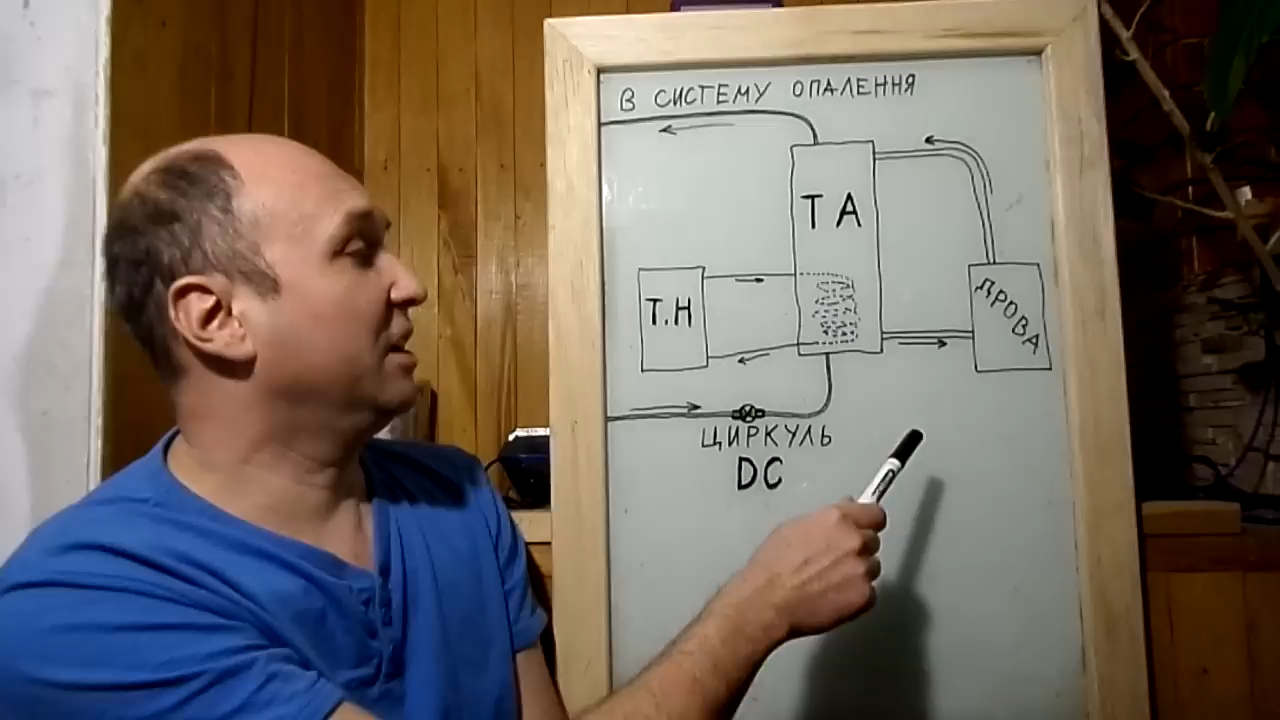 В СИСТЕМУ ОПАЛЕННЯ
ТА
Т.Н
ДРОВА
ЦИРКУЛЬ
DC